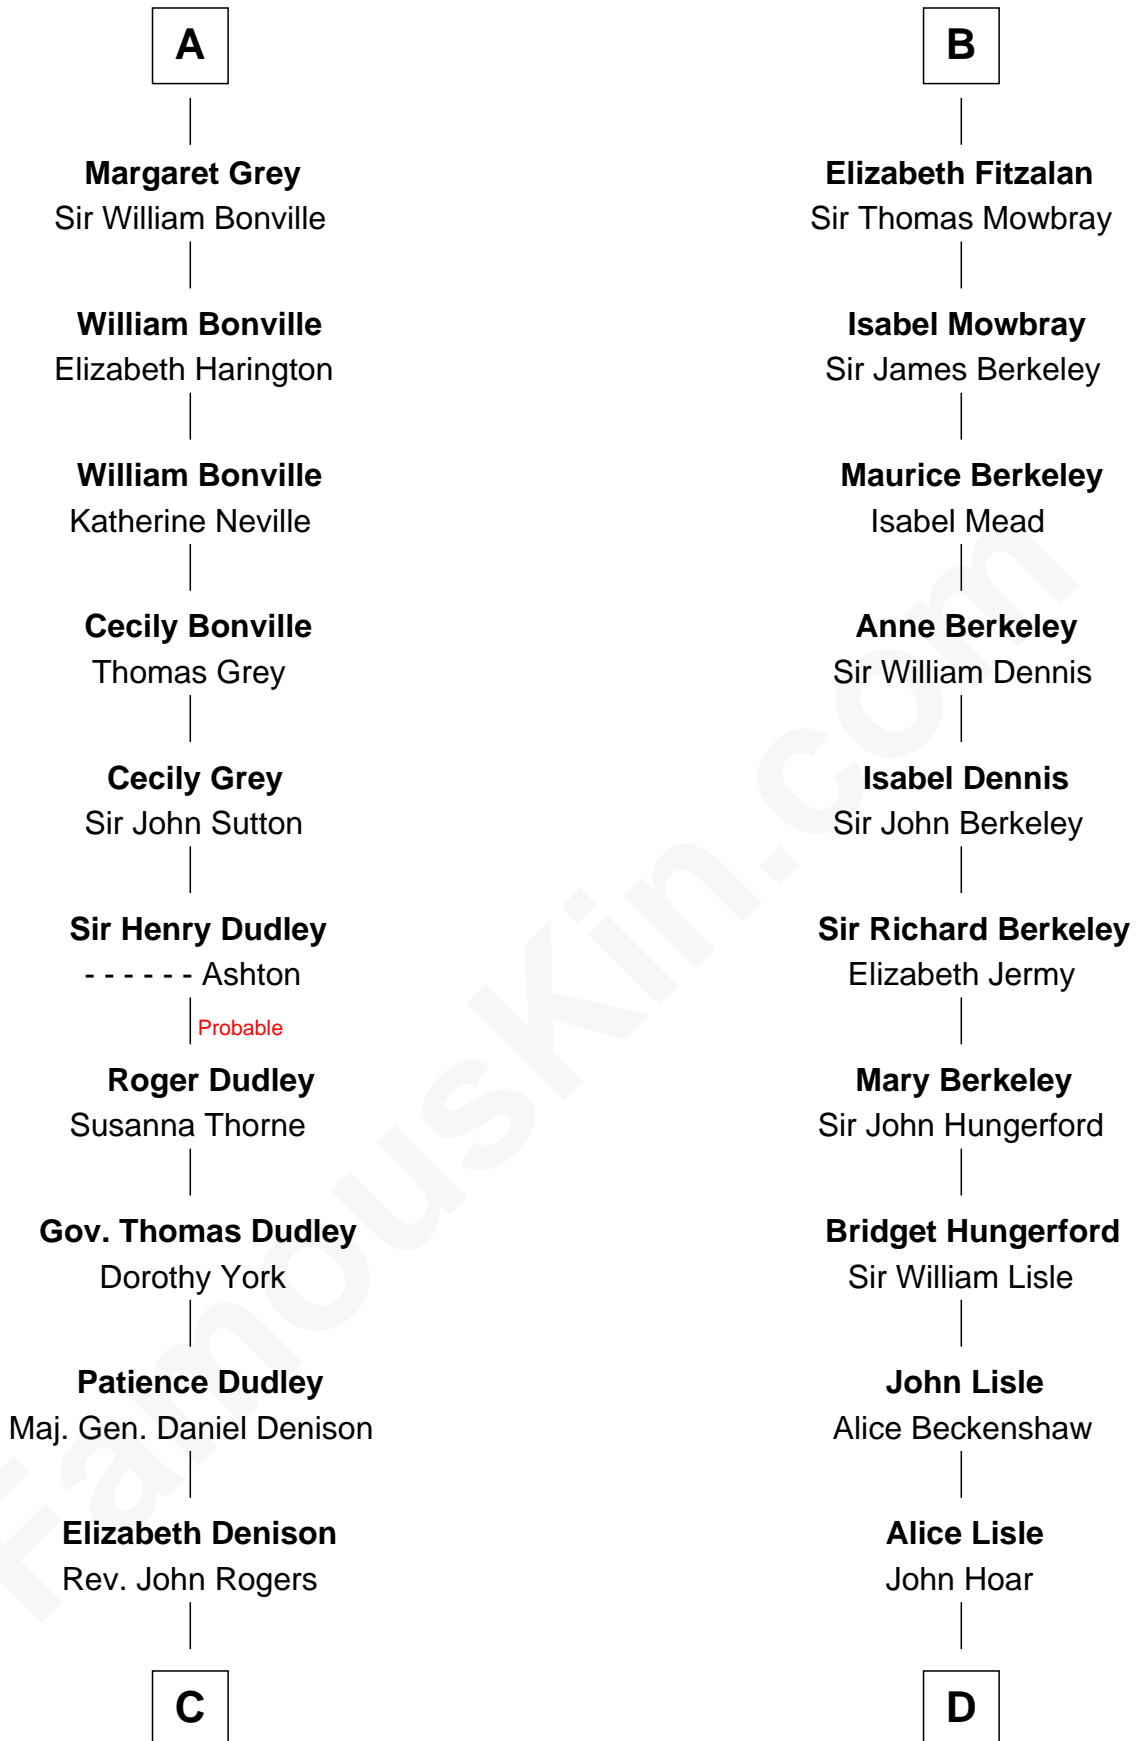 A
Margaret Grey
Sir William Bonville
William Bonville
Elizabeth Harington
William Bonville
Katherine Neville
Cecily Bonville
Thomas Grey
Cecily Grey
Sir John Sutton
Sir Henry Dudley
- - - - - - Ashton
Probable
Roger Dudley
Susanna Thorne
Gov. Thomas Dudley
Dorothy York
Patience Dudley
Maj. Gen. Daniel Denison
Elizabeth Denison
Rev. John Rogers
C
B
Elizabeth Fitzalan
Sir Thomas Mowbray
Isabel Mowbray
Sir James Berkeley
Maurice Berkeley
Isabel Mead
Anne Berkeley
Sir William Dennis
Isabel Dennis
Sir John Berkeley
Sir Richard Berkeley
Elizabeth Jermy
Mary Berkeley
Sir John Hungerford
Bridget Hungerford
Sir William Lisle
John Lisle
Alice Beckenshaw
Alice Lisle
John Hoar
D
FamousKin.com